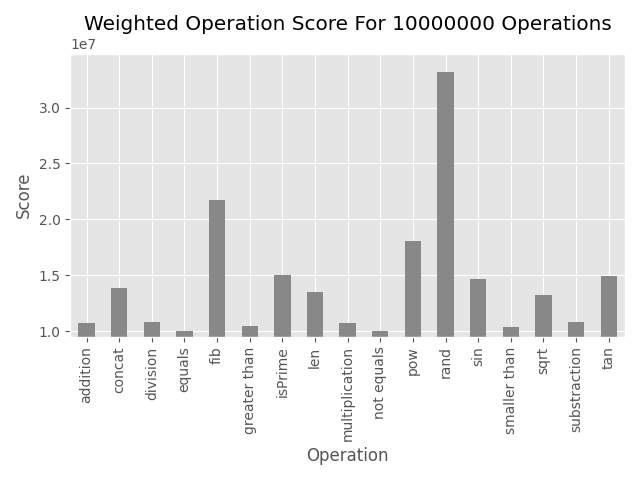 Weighted Operation Score For 10000000 Operations
1e7
3.0
2.5
2.0
1.5
1.0
Score
addition
concat
division
equals
fib
greater than
isPrime
len
multiplication
not equals
pow
rand
sin
smaller than
sqrt
substraction
tan
Operation